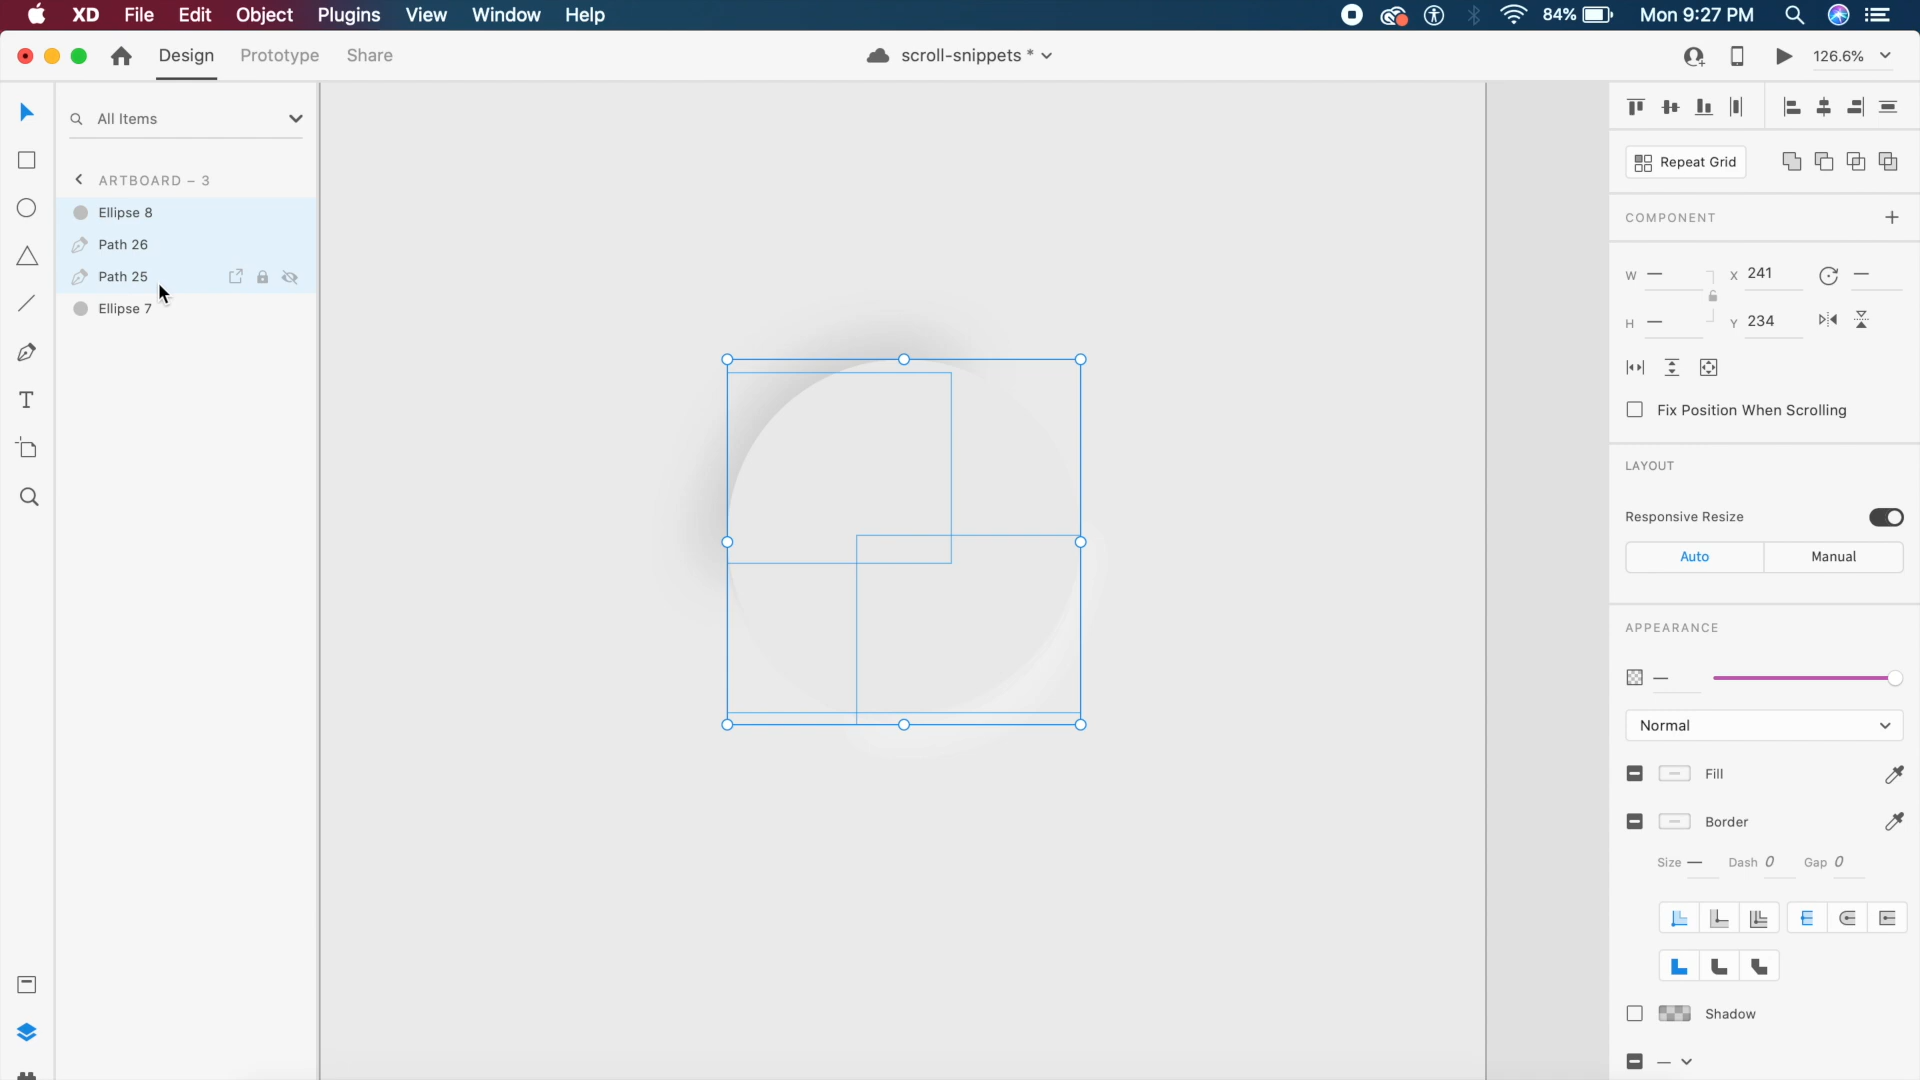 XD File Edit Object Plugins View Window Help 84% Mon 9:27 PM
Design Prototype Share scroll-snippets * 126.6%
All Items
ARTBOARD – 3
Ellipse 8
Path 26
Path 25
Ellipse 7
Repeat Grid
COMPONENT
W — X 241 —
H — Y 234
Fix Position When Scrolling
LAYOUT
Responsive Resize
Auto Manual
APPEARANCE
—
Normal
Fill
Border
Size — Dash 0 Gap 0
Shadow
—